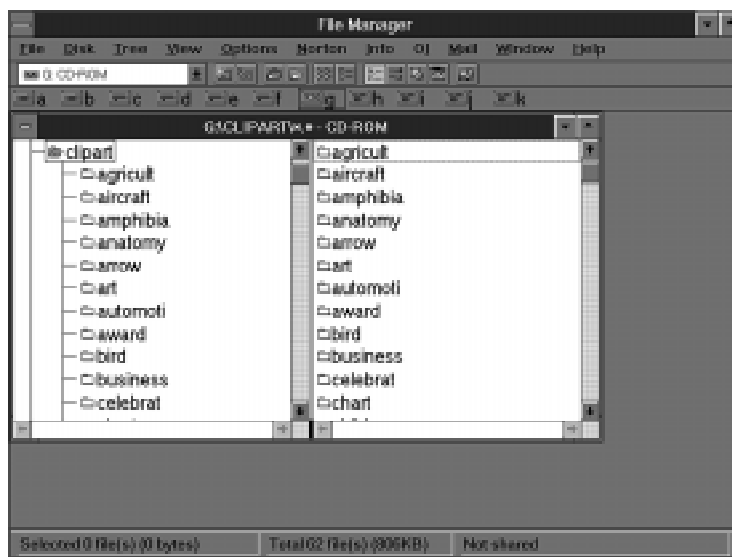 File Manager
File Disk Tree View Options Norton Info Mail Window Help
G: CD-ROM
a b c d e f g h i j k
G:\CLIPART\*.* - CD-ROM
clipart
agricult
aircraft
amphibia
anatomy
arrow
art
automoti
award
bird
business
celebrat
agricult
aircraft
amphibia
anatomy
arrow
art
automoti
award
bird
business
celebrat
chart
Selected 0 file(s) (0 bytes)
Total 62 file(s) (806KB)
Not shared